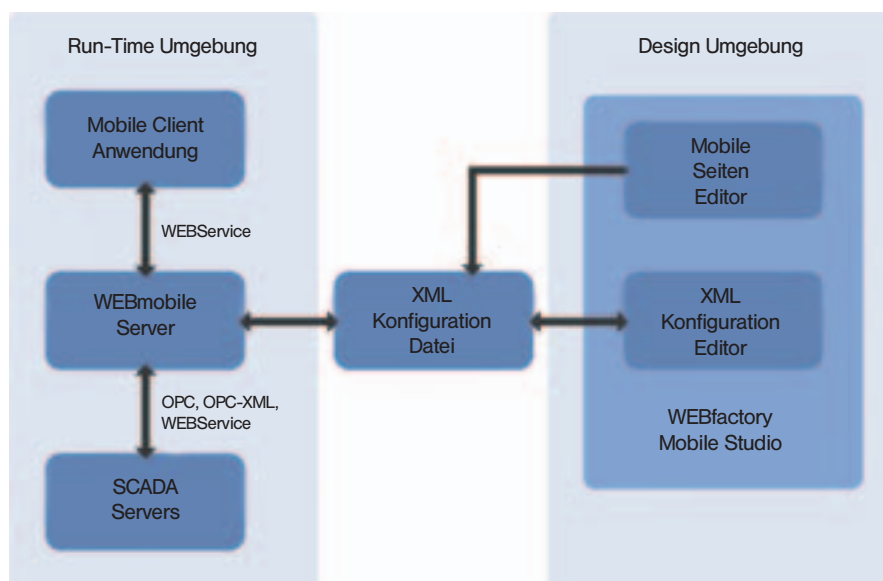 Run-Time Umgebung
Mobile Client
Anwendung
WEBService
WEBmobile
Server
OPC, OPC-XML,
WEBService
SCADA
Servers
XML
Konfiguration
Datei
Design Umgebung
Mobile
Seiten
Editor
XML
Konfiguration
Editor
WEBfactory
Mobile Studio